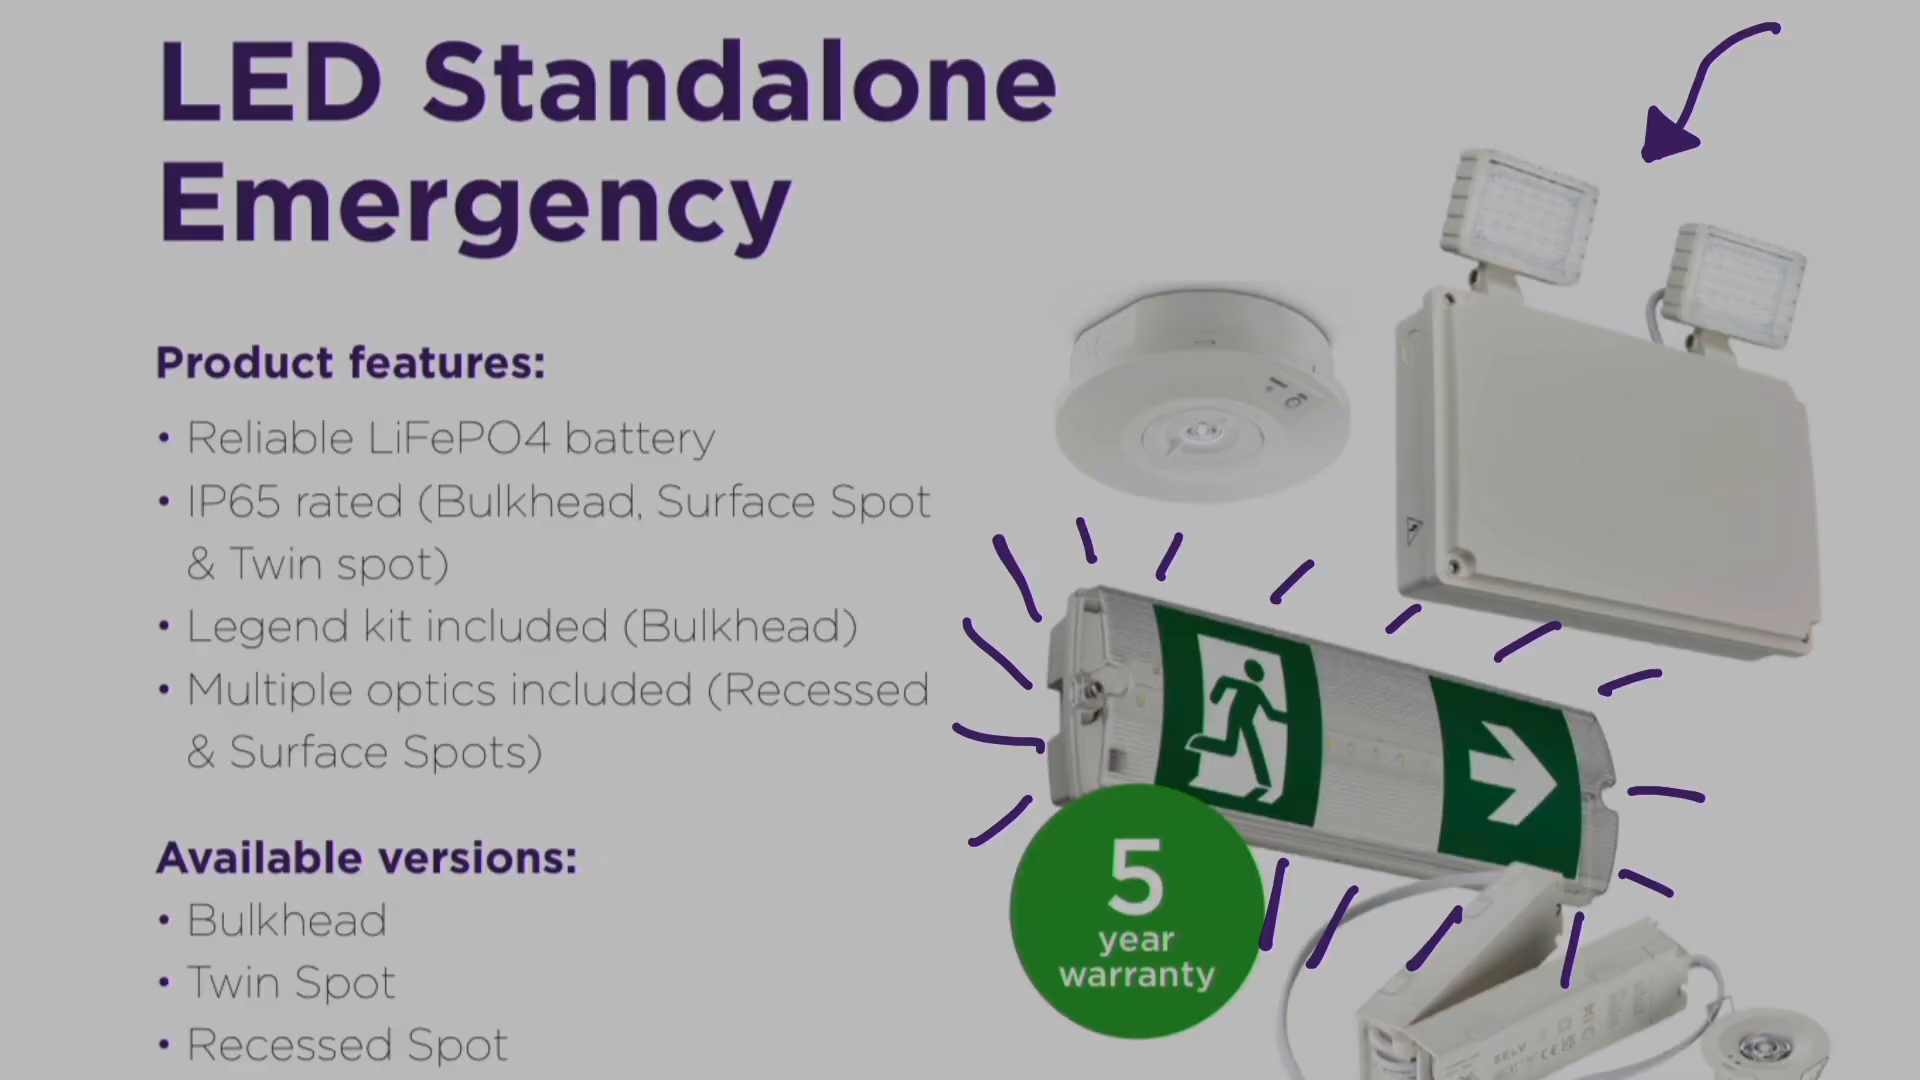 LED Standalone
Emergency
Product features:
• Reliable LiFePO4 battery
• IP65 rated (Bulkhead, Surface Spot
& Twin spot)
• Legend kit included (Bulkhead)
• Multiple optics included (Recessed
& Surface Spots)
Available versions:
• Bulkhead
• Twin Spot
• Recessed Spot
5
year
warranty
SELV